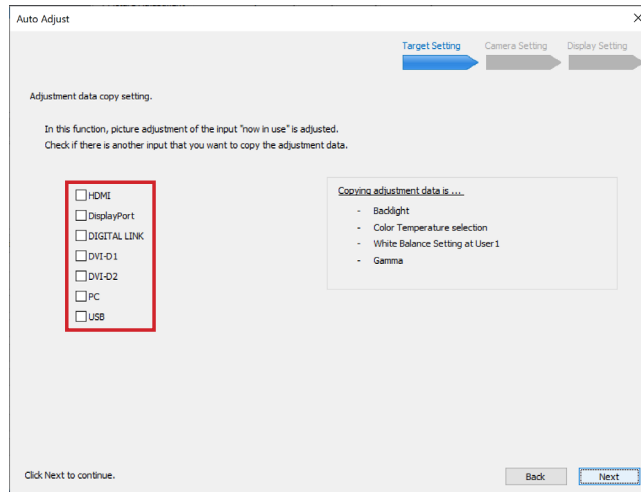 Auto Adjust
Target Setting
Camera Setting
Display Setting
Adjustment data copy setting.
In this function, picture adjustment of the input "now in use" is adjusted.
Check if there is another input that you want to copy the adjustment data.
HDMI
DisplayPort
DIGITAL LINK
DVI-D1
DVI-D2
PC
USB
Copying adjustment data is ...
- Backlight
- Color Temperature selection
- White Balance Setting at User1
- Gamma
Click Next to continue.
Back
Next